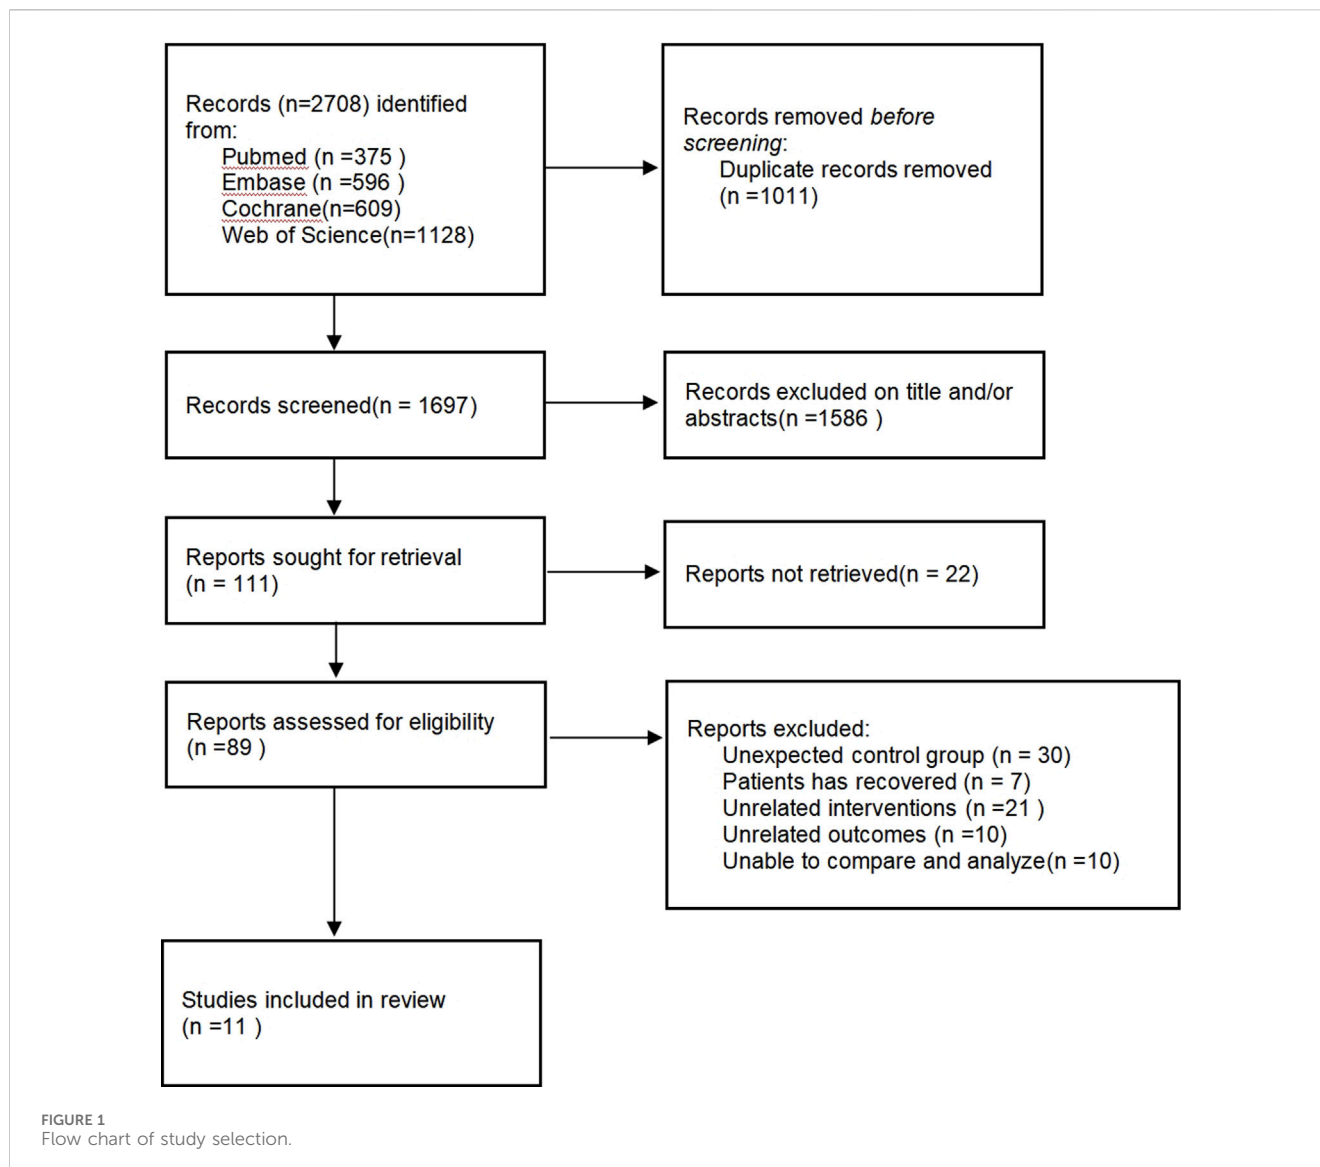 Records (n=2708) identified
from:
Pubmed (n =375 )
Embase (n =596 )
Cochrane(n=609)
Web of Science(n=1128)
Records removed before
screening:
Duplicate records removed
(n =1011)
Records screened(n = 1697)
Records excluded on title and/or
abstracts(n =1586 )
Reports sought for retrieval
(n = 111)
Reports not retrieved(n = 22)
Reports assessed for eligibility
(n =89 )
Reports excluded:
Unexpected control group (n = 30)
Patients has recovered (n = 7)
Unrelated interventions (n =21 )
Unrelated outcomes (n =10)
Unable to compare and analyze(n =10)
Studies included in review
(n =11 )
FIGURE 1
Flow chart of study selection.